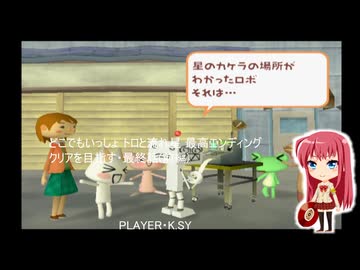 星のカケラの場所が
わかったロボ
それは…
どこでもいっしょ トロと流れ星 最高エンディング
クリアを目指す・最終
PLAYER・K.SY